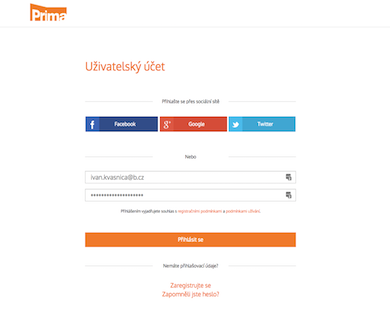 Prima
Uživatelský účet
Přihlašte se přes sociální sítě
Facebook
Google
Twitter
Nebo
ivan.kvasnica@b.cz
Přihlášením vyjadřujete souhlas s registračními podmínkami a podmínkami užívání.
Přihlásit se
Nemáte přihlašovací údaje?
Zaregistrujte se
Zapomněli jste heslo?